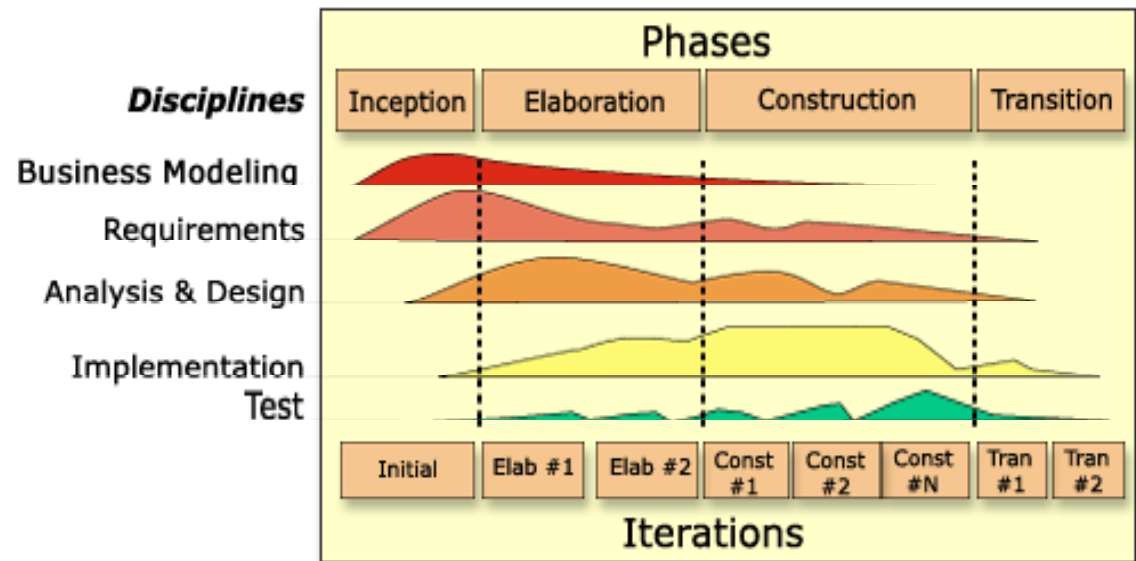 Phases
Disciplines Inception Elaboration Construction Transition
Business Modeling
Requirements
Analysis & Design
Implementation
Test
Initial Elab #1 Elab #2 Const #1 Const #2 Const #N Tran #1 Tran #2
Iterations